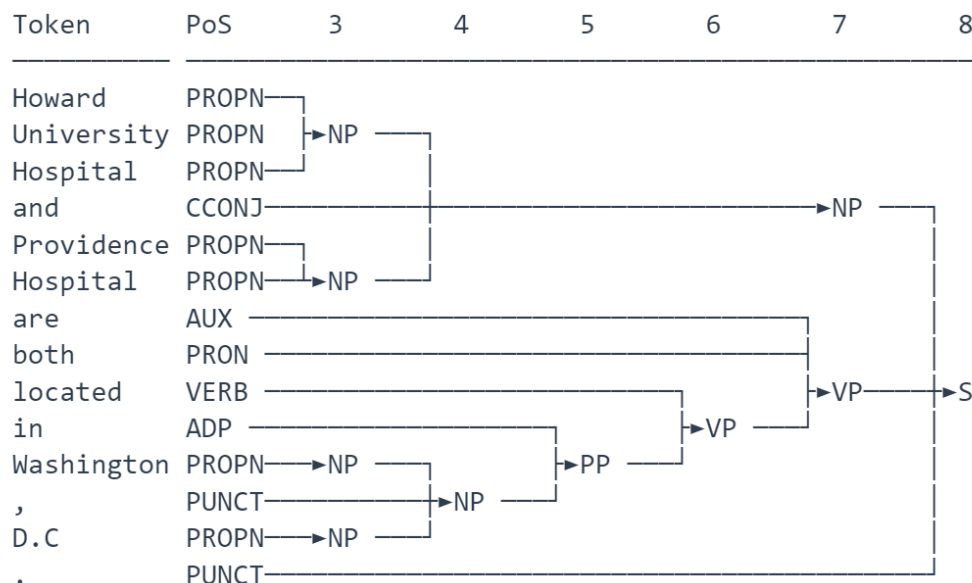 Token PoS 3 4 5 6 7 8
Howard PROPN
University PROPN NP
Hospital PROPN
and CCONJ NP
Providence PROPN
Hospital PROPN NP
are AUX
both PRON
located VERB VP S
in ADP VP
Washington PROPN NP PP
, PUNCT NP
D.C PROPN NP
. PUNCT